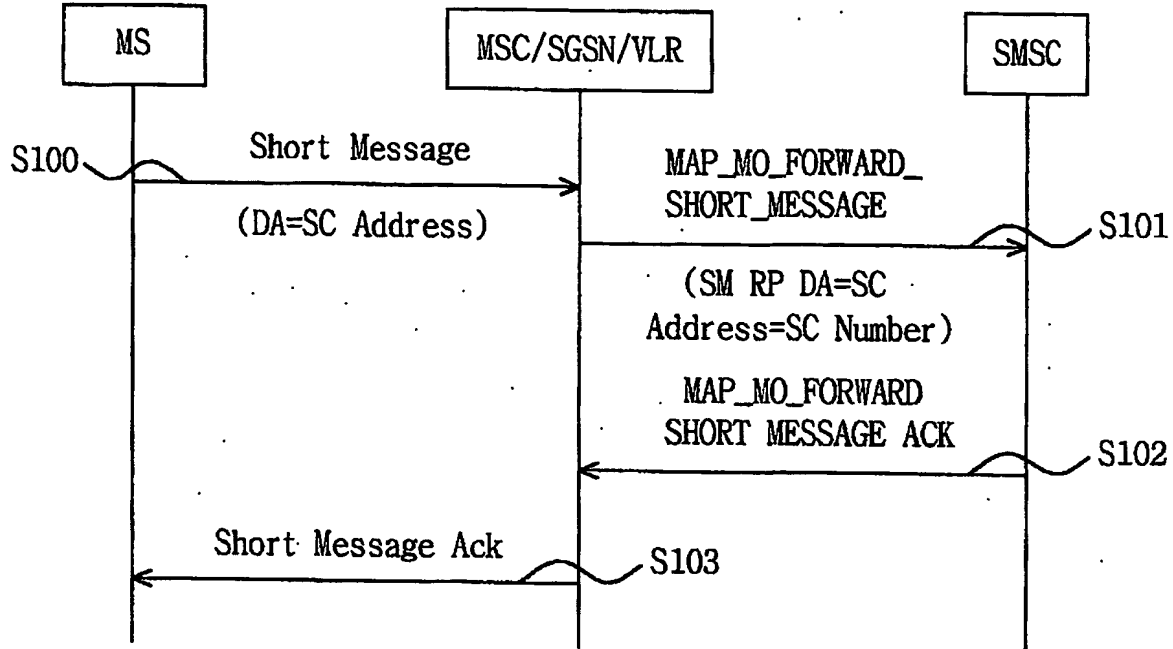 MS
MSC/SGSN/VLR
SMSC
S100
Short Message
(DA=SC Address)
MAP_MO_FORWARD_
SHORT_MESSAGE
S101
(SM RP DA=SC
Address=SC Number)
MAP_MO_FORWARD
SHORT MESSAGE ACK
S102
Short Message Ack
S103